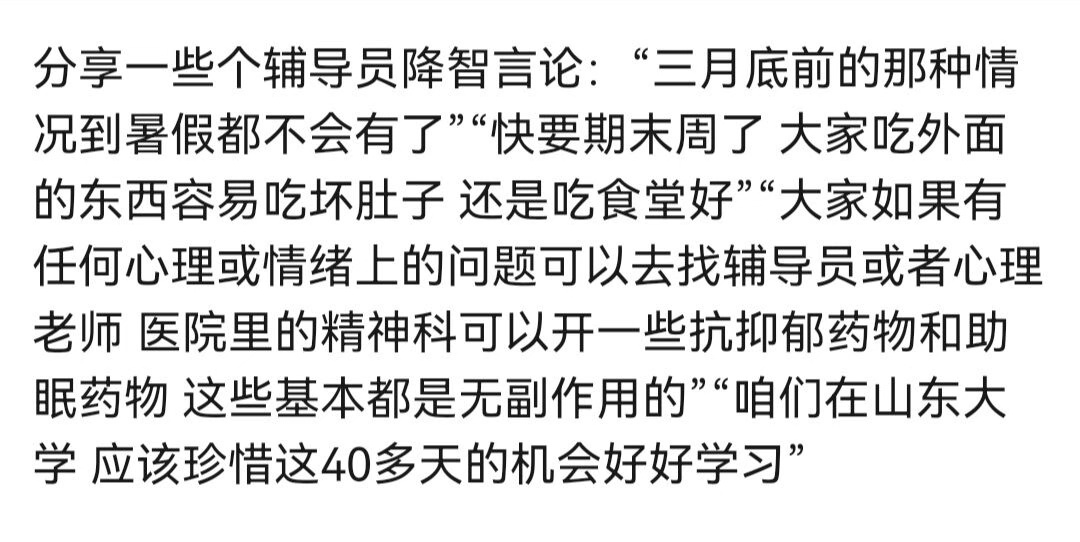 分享一些个辅导员降智言论：“三月底前的那种情
况到暑假都不会有了”“快要期末周了 大家吃外面
的东西容易吃坏肚子 还是吃食堂好”“大家如果有
任何心理或情绪上的问题可以去找辅导员或者心理
老师 医院里的精神科可以开一些抗抑郁药物和助
眠药物 这些基本都是无副作用的”“咱们在山东大
学 应该珍惜这40多天的机会好好学习”